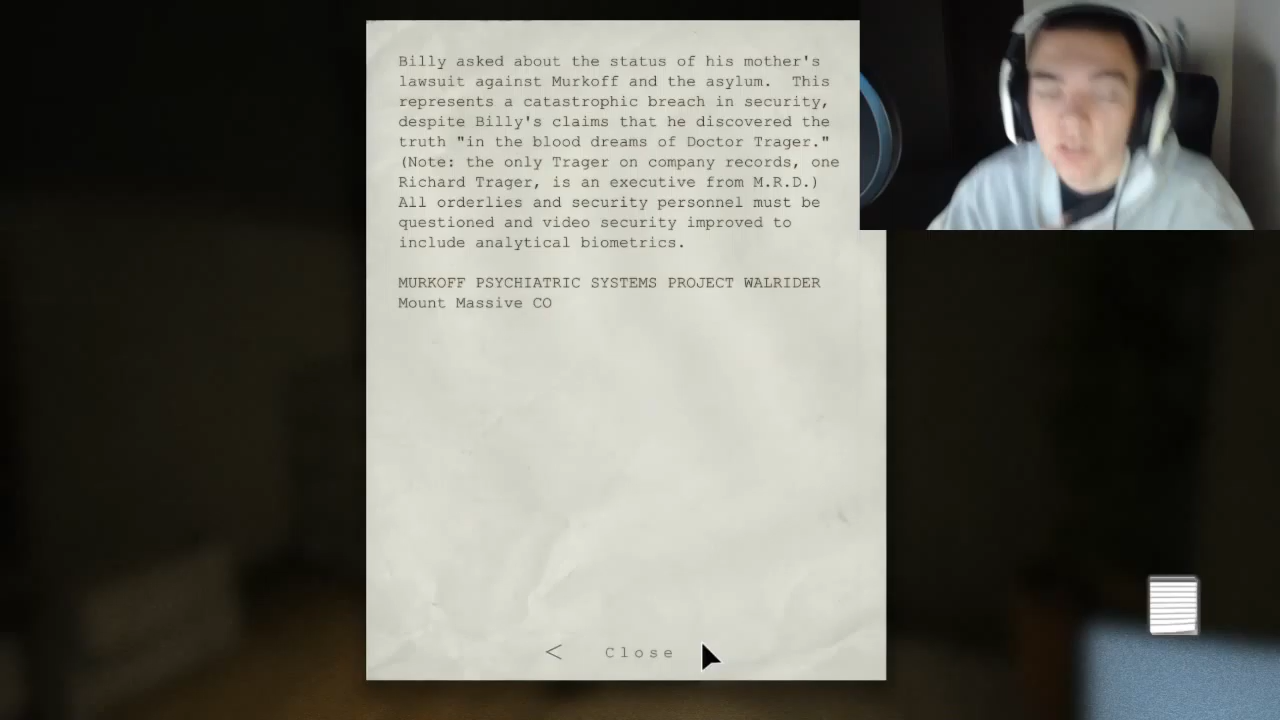 Billy asked about the status of his mother's
lawsuit against Murkoff and the asylum.  This
represents a catastrophic breach in security,
despite Billy's claims that he discovered the
truth "in the blood dreams of Doctor Trager."
(Note: the only Trager on company records, one
Richard Trager, is an executive from M.R.D.)
All orderlies and security personnel must be
questioned and video security improved to
include analytical biometrics.
MURKOFF PSYCHIATRIC SYSTEMS PROJECT WALRIDER
Mount Massive CO
< Close